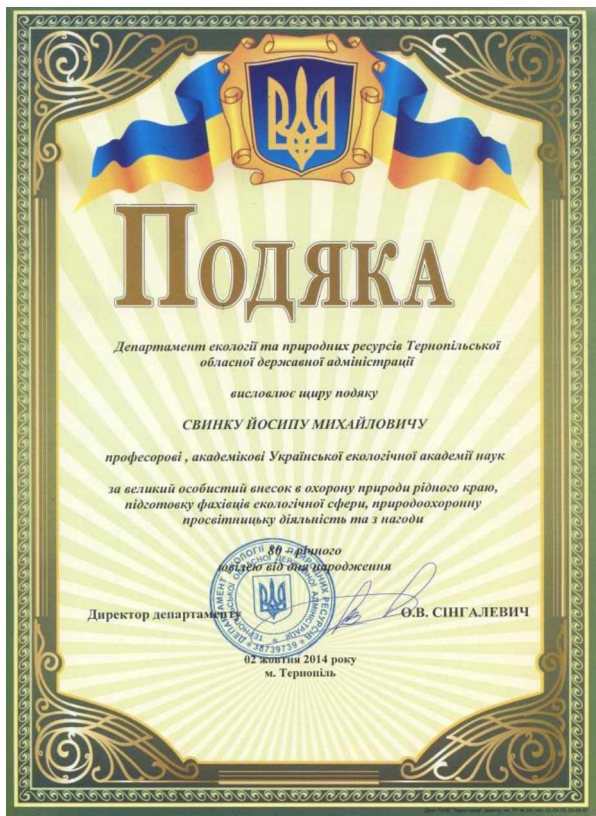 ПОДЯКА
Департамент екології та природних ресурсів Тернопільської
обласної державної адміністрації
висловлює щиру подяку
СВИНКУ ЙОСИПУ МИХАЙЛОВИЧУ
професорові , академікові Української екологічної академії наук
за великий особистий внесок в охорону природи рідного краю,
підготовку фахівців екологічної сфери, природоохоронну
просвітницьку діяльність та з нагоди
80 – річного
ювілею від дня народження
Директор департаменту О.В. СІНГАЛЕВИЧ
38739739
02 жовтня 2014 року
м. Тернопіль